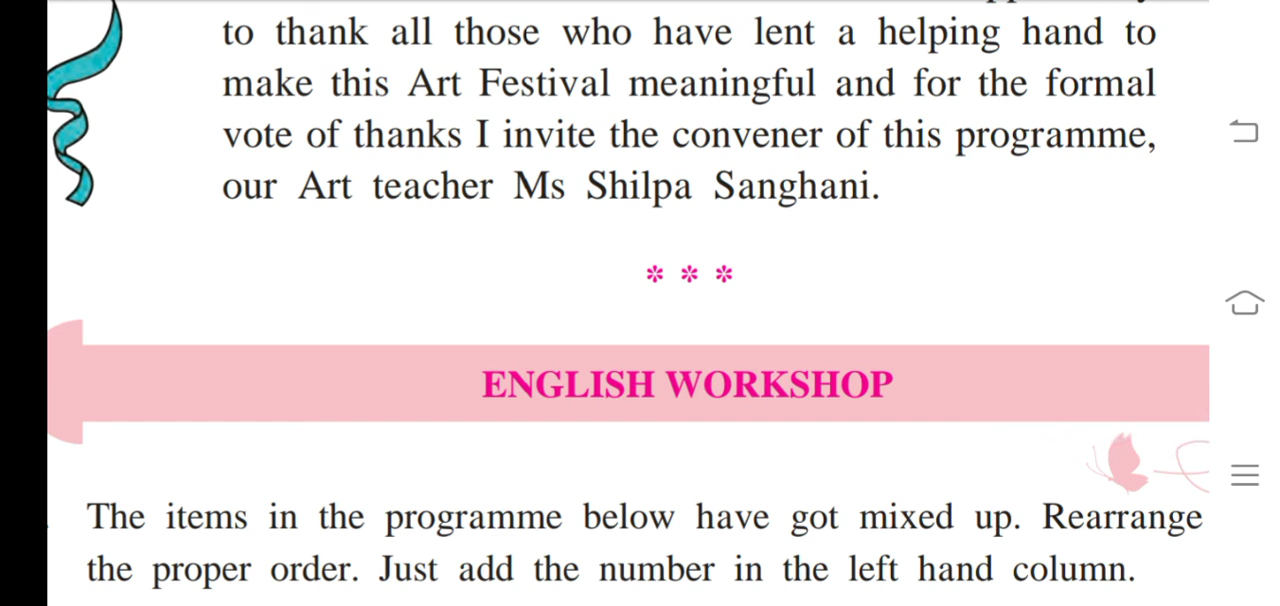 to thank all those who have lent a helping hand to
make this Art Festival meaningful and for the formal
vote of thanks I invite the convener of this programme,
our Art teacher Ms Shilpa Sanghani.
* * *
ENGLISH WORKSHOP
The items in the programme below have got mixed up. Rearrange
the proper order. Just add the number in the left hand column.